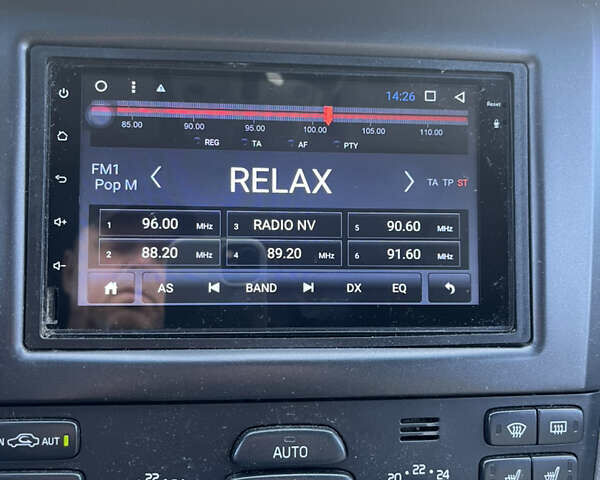 14:26
Reset
85.00 90.00 95.00 100.00 105.00 110.00
REG TA AF PTY
FM1
Pop M
RELAX
TA TP ST
1 96.00 MHz
3 RADIO NV
5 90.60 MHz
2 88.20 MHz
4 89.20 MHz
6 91.60 MHz
AS BAND DX EQ
AUT
AUTO
20 • 22 • 24
22